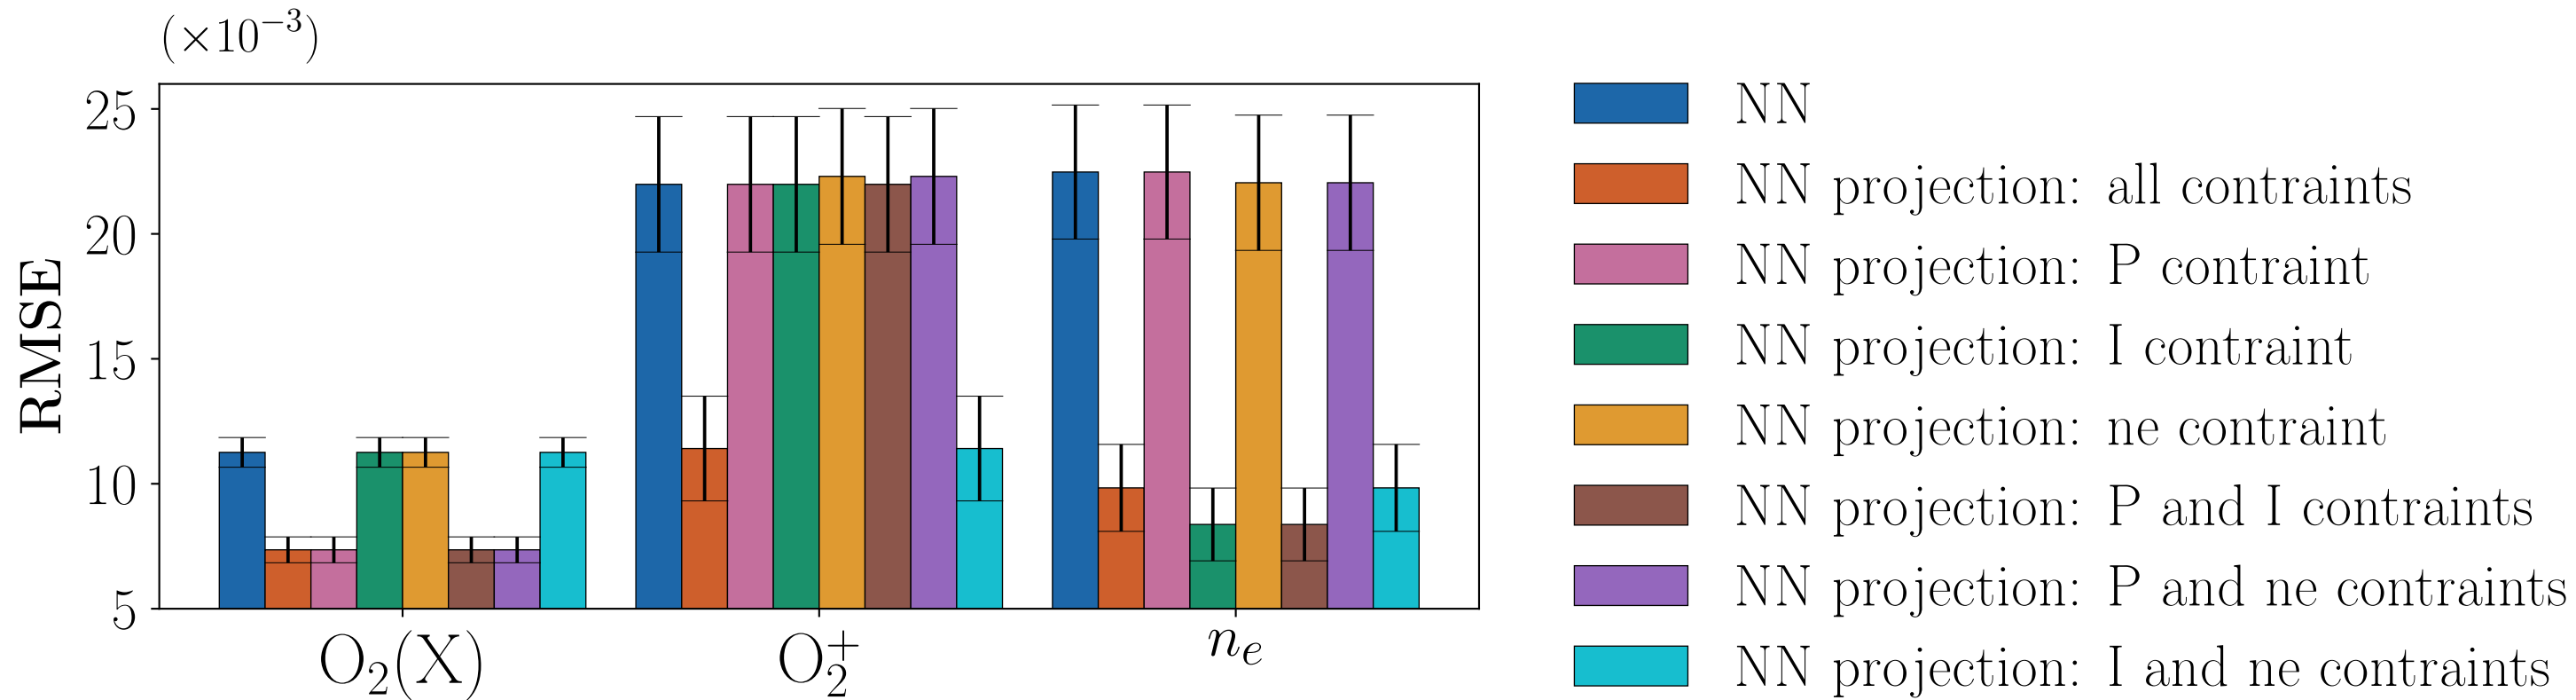 (×10⁻³)
RMSE
25
20
15
10
5
O₂(X)
O₂⁺
nₑ
NN
NN projection: all contraints
NN projection: P contraint
NN projection: I contraint
NN projection: ne contraint
NN projection: P and I contraints
NN projection: P and ne contraints
NN projection: I and ne contraints